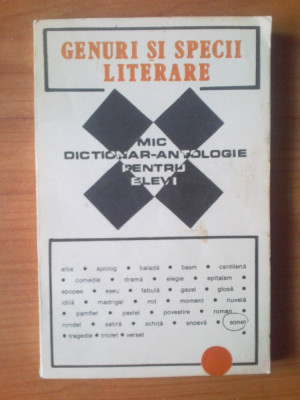 GENURI SI SPECII
LITERARE
MIC
DICTIONAR-ANTOLOGIE
PENTRU
ELEVI
alba • apolog • baladă • basm • cantilenă
• comedie • dramă • elegie • epitalam •
epopee • eseu • fabulă • gazel • glosă •
idilă • madrigal • mit • moment • nuvelă
• pamflet • pastel • povestire • roman •
rondel • satiră • schiță • snoavă • sonet
• tragedie • triolet • verset